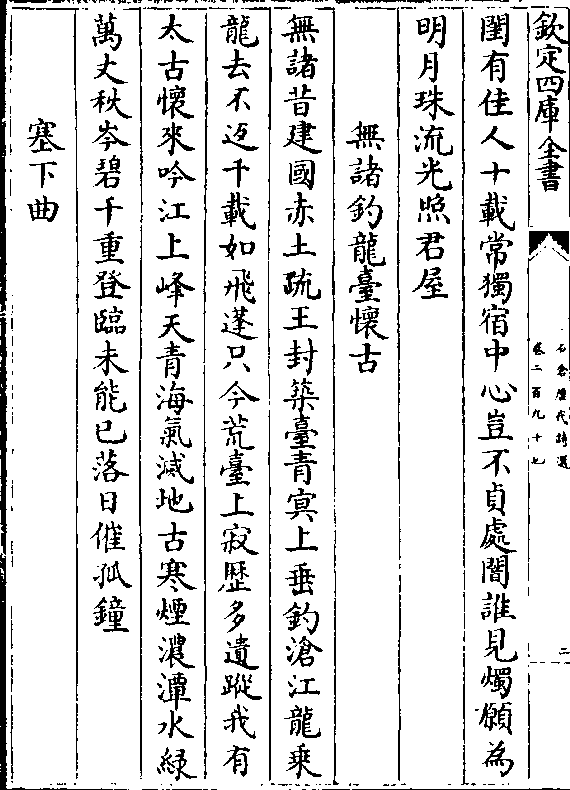 欽定四庫全書
石倉歷代詩選
卷二百九十七
二
閨有佳人十載常獨宿中心豈不貞處闇誰見燭願為
明月珠流光照君屋
無諸釣龍臺懷古
無諸昔建國赤土疏王封築臺青冥上垂釣滄江龍乘
龍去不返千載如飛蓬只今荒臺上寂歴多遺蹤我有
太古懷來吟江上峰天青海氣滅地古寒煙濃潭水緑
萬丈秋岑碧千重登臨未能已落日催孤鐘
塞下曲